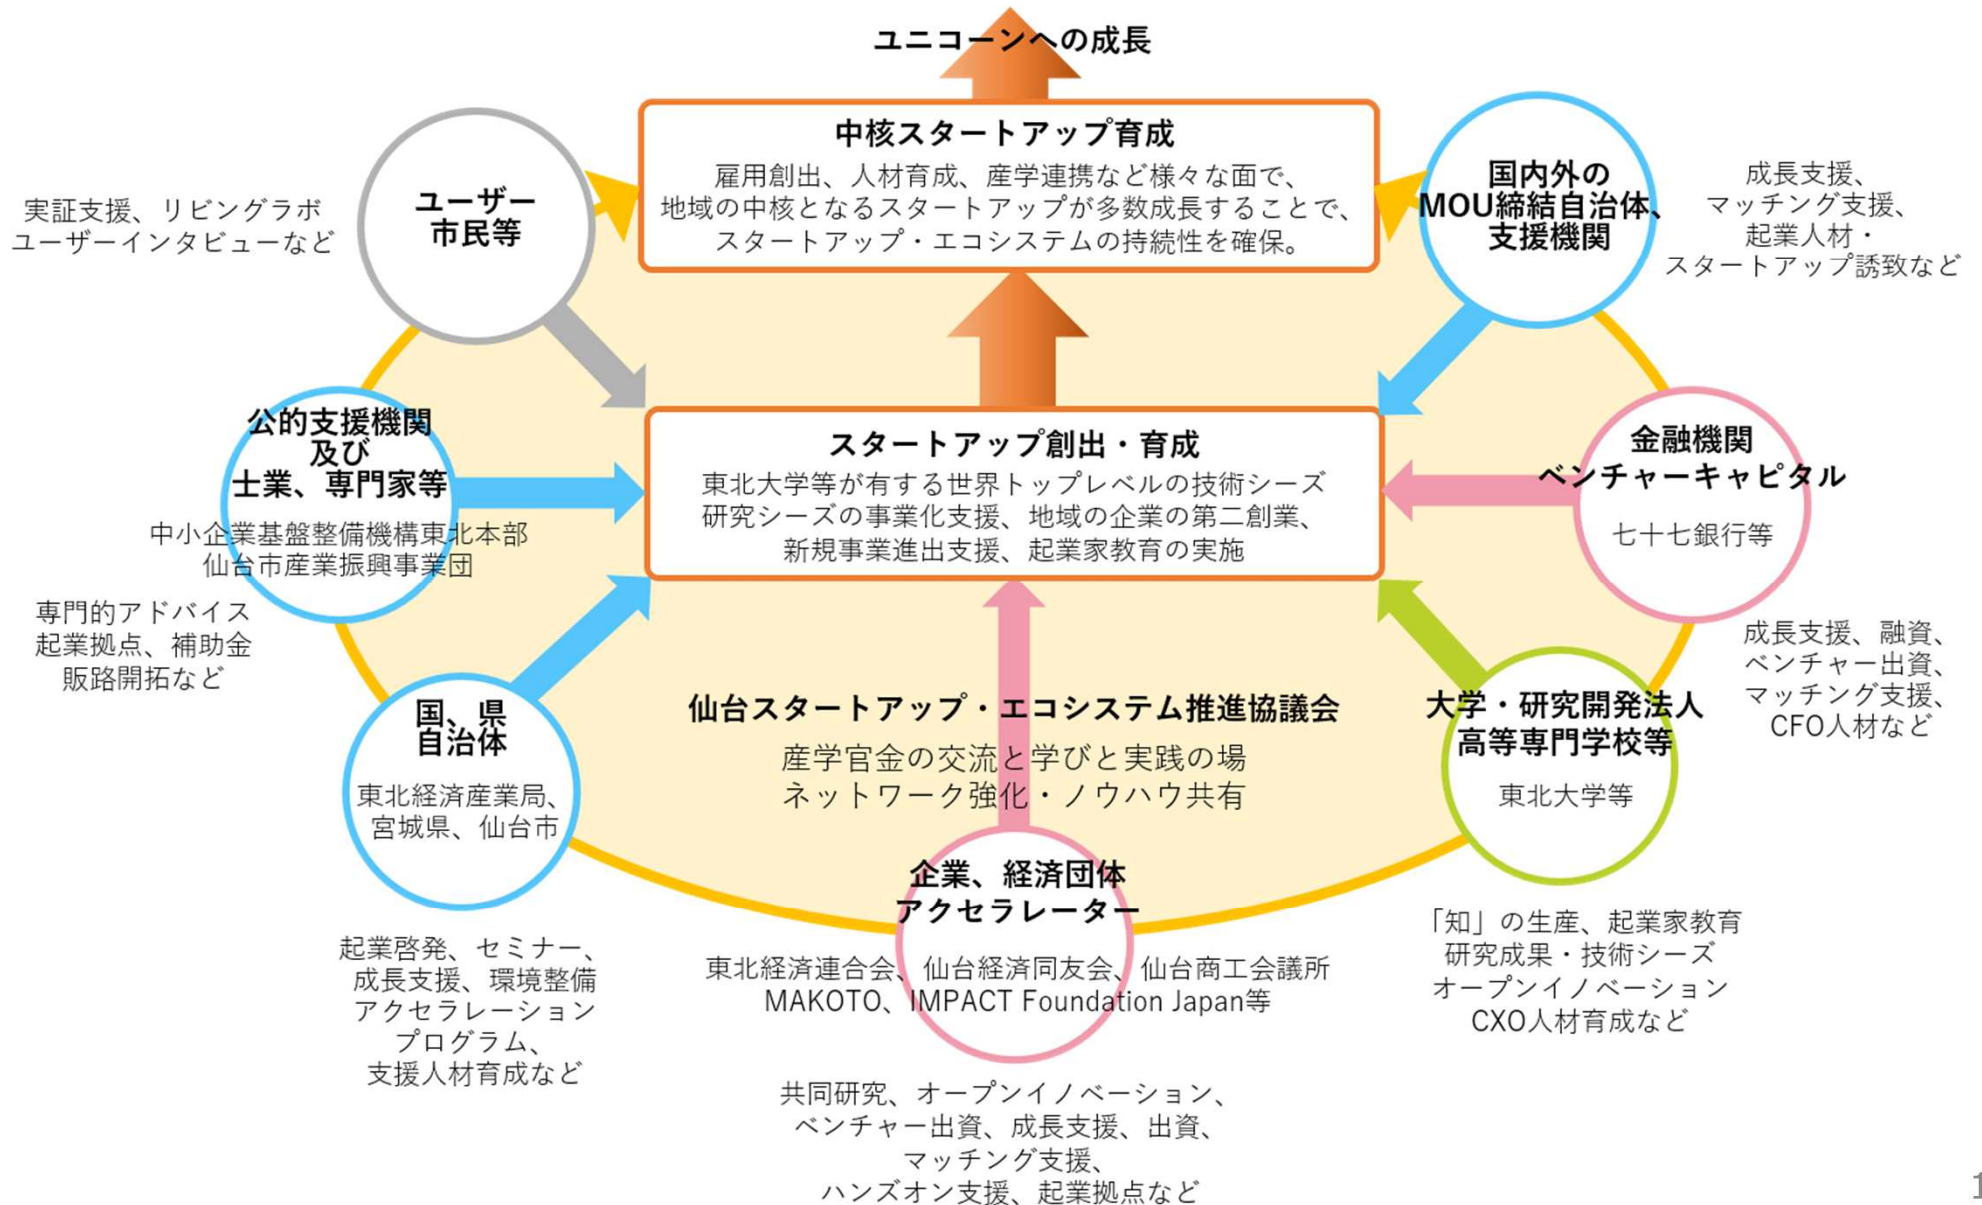 ユニコーンへの成長
中核スタートアップ育成
雇用創出、人材育成、産学連携など様々な面で、
地域の中核となるスタートアップが多数成長することで、
スタートアップ・エコシステムの持続性を確保。
ユーザー
市民等
実証支援、リビングラボ
ユーザーインタビューなど
国内外の
MOU締結自治体、
支援機関
成長支援、
マッチング支援、
起業人材・
スタートアップ誘致など
公的支援機関
及び
士業、専門家等
中小企業基盤整備機構東北本部
仙台市産業振興事業団
専門的アドバイス
起業拠点、補助金
販路開拓など
スタートアップ創出・育成
東北大学等が有する世界トップレベルの技術シーズ
研究シーズの事業化支援、地域の企業の第二創業、
新規事業進出支援、起業家教育の実施
金融機関
ベンチャーキャピタル
七十七銀行等
成長支援、融資、
ベンチャー出資、
マッチング支援、
CFO人材など
国、県
自治体
東北経済産業局、
宮城県、仙台市
起業啓発、セミナー、
成長支援、環境整備
アクセラレーション
プログラム、
支援人材育成など
仙台スタートアップ・エコシステム推進協議会
産学官金の交流と学びと実践の場
ネットワーク強化・ノウハウ共有
大学・研究開発法人
高等専門学校等
東北大学等
「知」の生産、起業家教育
研究成果・技術シーズ
オープンイノベーション
CXO人材育成など
企業、経済団体
アクセラレーター
東北経済連合会、仙台経済同友会、仙台商工会議所
MAKOTO、IMPACT Foundation Japan等
共同研究、オープンイノベーション、
ベンチャー出資、成長支援、出資、
マッチング支援、
ハンズオン支援、起業拠点など